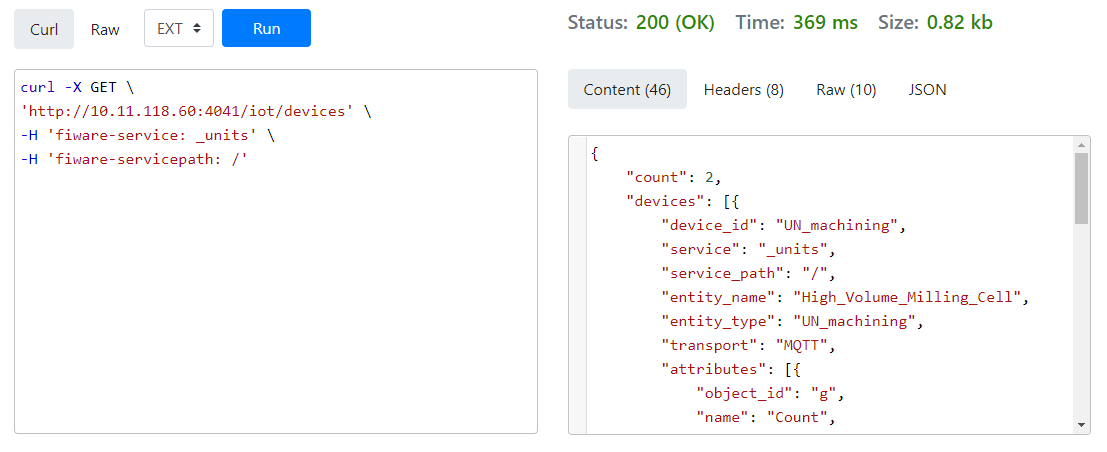 Curl Raw EXT Run
Status: 200 (OK) Time: 369 ms Size: 0.82 kb
curl -X GET \
'http://10.11.118.60:4041/iot/devices' \
-H 'fiware-service: _units' \
-H 'fiware-servicepath: /'
Content (46) Headers (8) Raw (10) JSON
{
    "count": 2,
    "devices": [{
        "device_id": "UN_machining",
        "service": "_units",
        "service_path": "/",
        "entity_name": "High_Volume_Milling_Cell",
        "entity_type": "UN_machining",
        "transport": "MQTT",
        "attributes": [{
            "object_id": "g",
            "name": "Count",